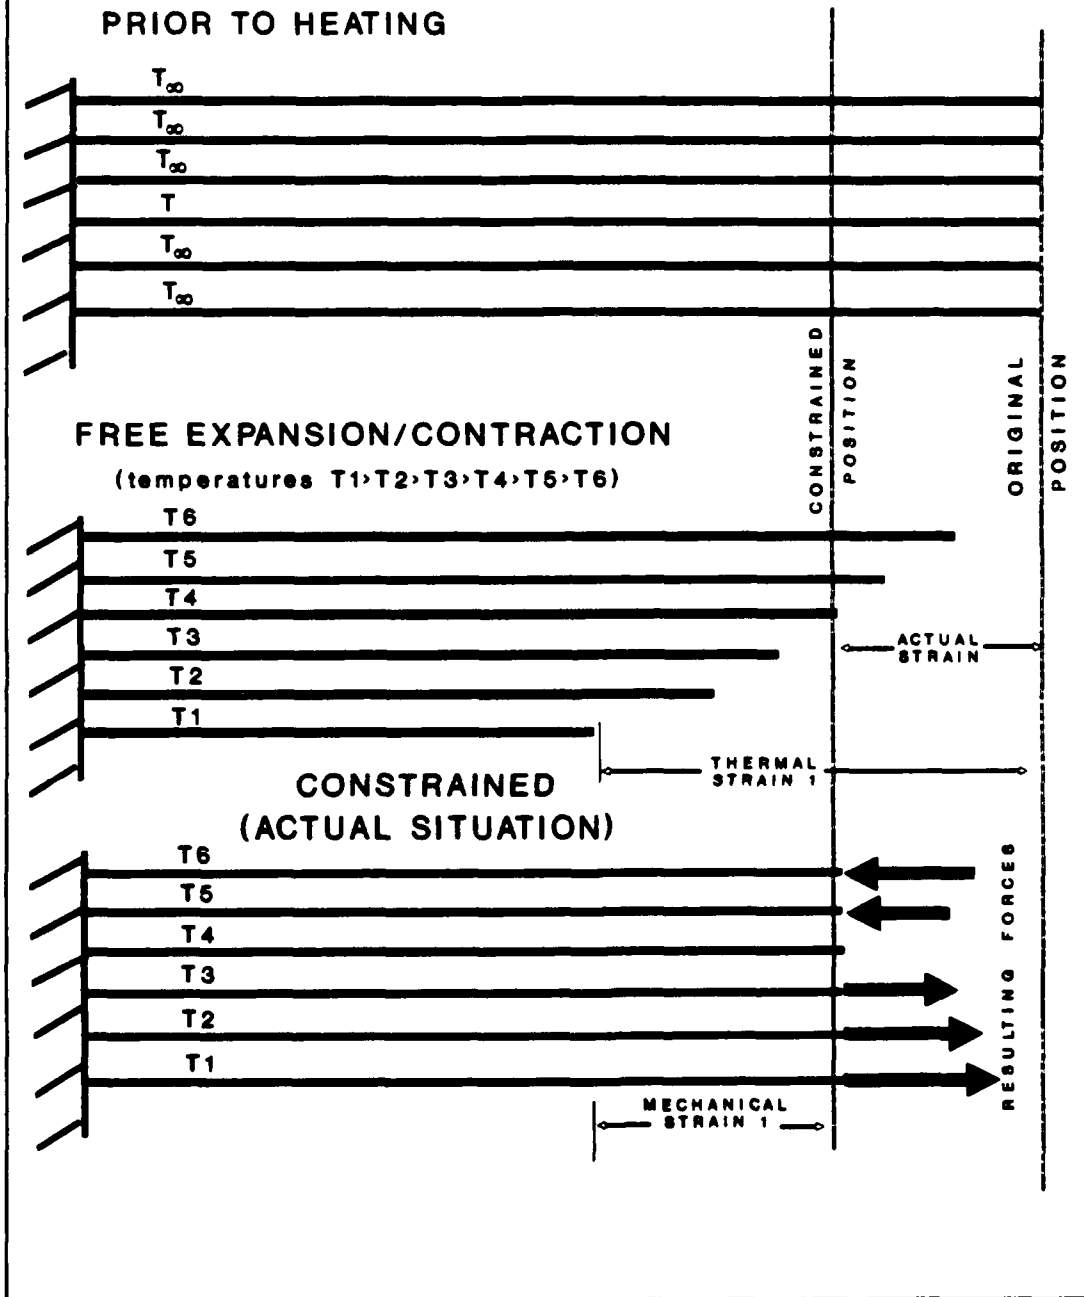 PRIOR TO HEATING
T∞
T∞
T∞
T
T∞
T∞
CONSTRAINED
POSITION
ORIGINAL
POSITION
FREE EXPANSION/CONTRACTION
(temperatures T1>T2>T3>T4>T5>T6)
T6
T5
T4
T3
T2
T1
ACTUAL
STRAIN
THERMAL
STRAIN 1
CONSTRAINED
(ACTUAL SITUATION)
T6
T5
T4
T3
T2
T1
RESULTING FORCES
MECHANICAL
STRAIN 1